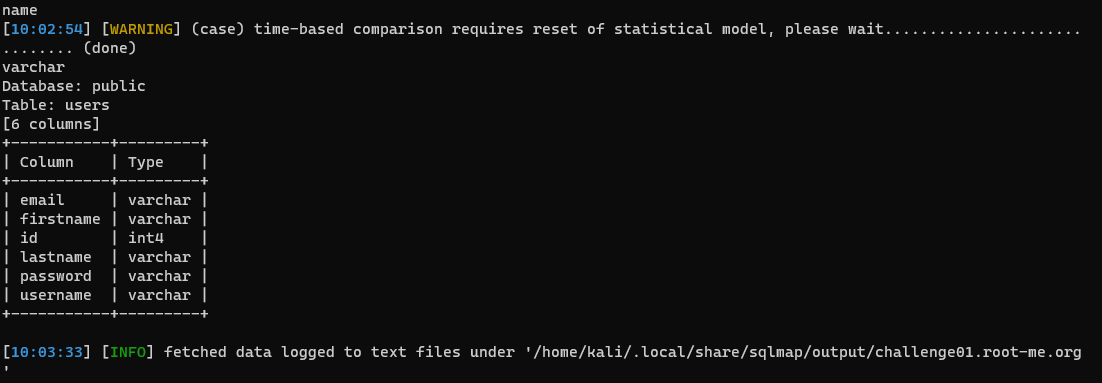 name
[10:02:54] [WARNING] (case) time-based comparison requires reset of statistical model, please wait......................
........ (done)
varchar
Database: public
Table: users
[6 columns]
+-----------+---------+
| Column    | Type    |
+-----------+---------+
| email     | varchar |
| firstname | varchar |
| id        | int4    |
| lastname  | varchar |
| password  | varchar |
| username  | varchar |
+-----------+---------+
[10:03:33] [INFO] fetched data logged to text files under '/home/kali/.local/share/sqlmap/output/challenge01.root-me.org
'